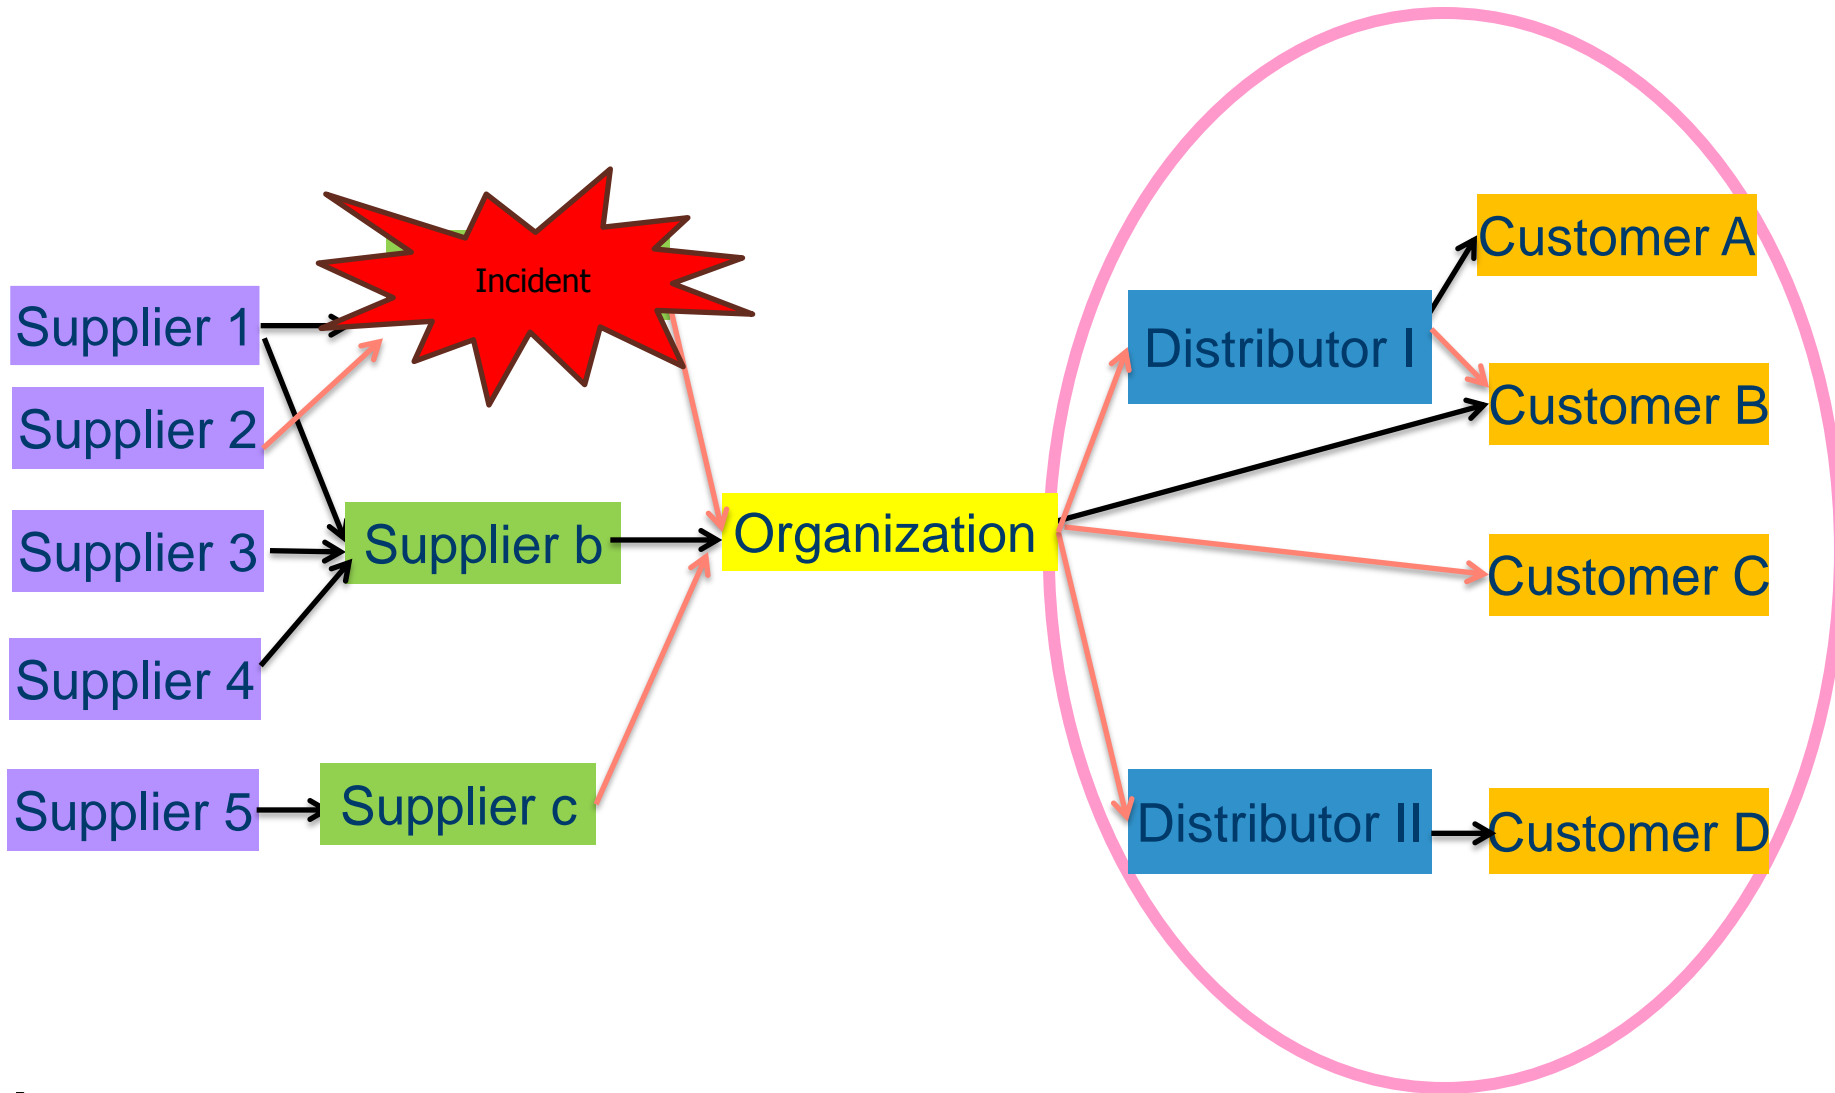 Incident
Supplier 1
Supplier 2
Supplier 3
Supplier 4
Supplier 5
Supplier b
Supplier c
Organization
Distributor I
Distributor II
Customer A
Customer B
Customer C
Customer D